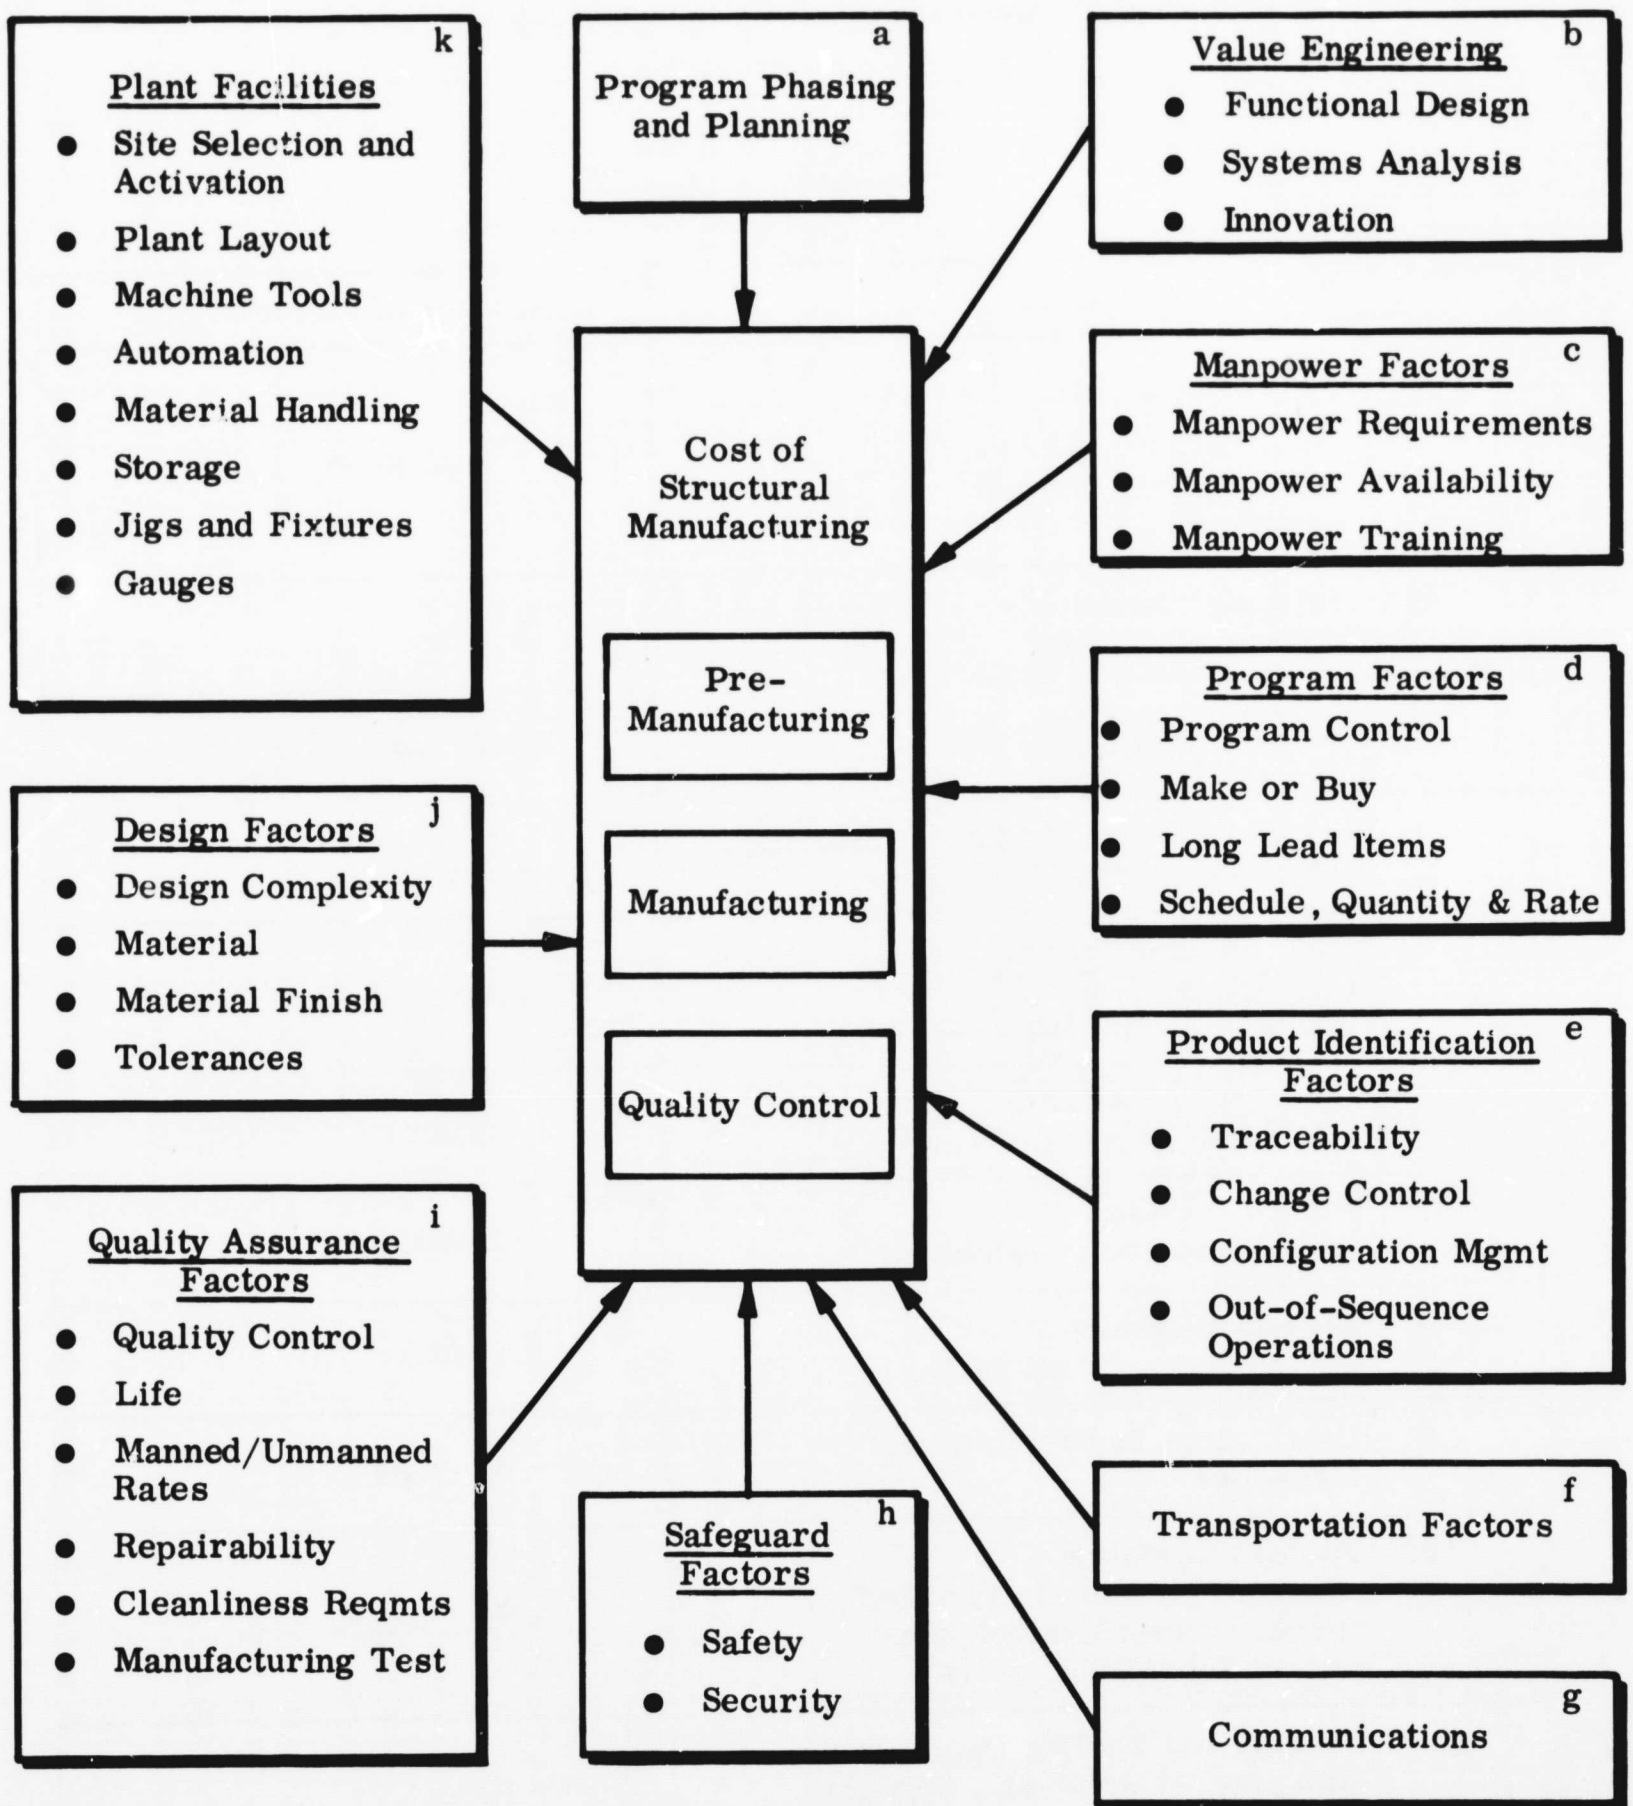 k
Plant Facilities
● Site Selection and
Activation
● Plant Layout
● Machine Tools
● Automation
● Material Handling
● Storage
● Jigs and Fixtures
● Gauges
a
Program Phasing
and Planning
b
Value Engineering
● Functional Design
● Systems Analysis
● Innovation
c
Manpower Factors
● Manpower Requirements
● Manpower Availability
● Manpower Training
d
Program Factors
● Program Control
● Make or Buy
● Long Lead Items
● Schedule, Quantity & Rate
e
Product Identification
Factors
● Traceability
● Change Control
● Configuration Mgmt
● Out-of-Sequence
Operations
f
Transportation Factors
g
Communications
h
Safeguard
Factors
● Safety
● Security
i
Quality Assurance
Factors
● Quality Control
● Life
● Manned/Unmanned
Rates
● Repairability
● Cleanliness Reqmts
● Manufacturing Test
j
Design Factors
● Design Complexity
● Material
● Material Finish
● Tolerances
Cost of
Structural
Manufacturing
Pre-
Manufacturing
Manufacturing
Quality Control